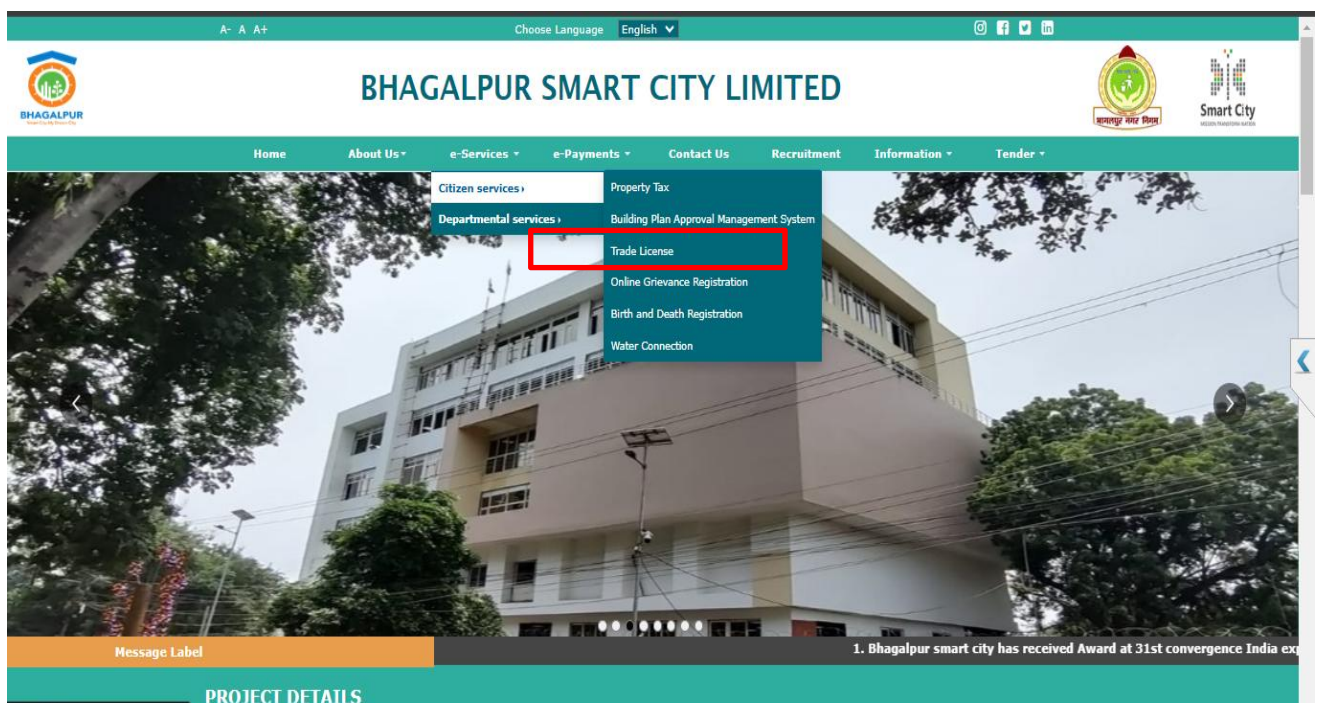 A- A A+ Choose Language English
BHAGALPUR
BHAGALPUR SMART CITY LIMITED
भागलपुर नगर निगम
Smart City
Home About Us e-Services e-Payments Contact Us Recruitment Information Tender
Citizen services
Departmental services
Property Tax
Building Plan Approval Management System
Trade License
Online Grievance Registration
Birth and Death Registration
Water Connection
Message Label
1. Bhagalpur smart city has received Award at 31st convergence India exp
PROJECT DETAILS